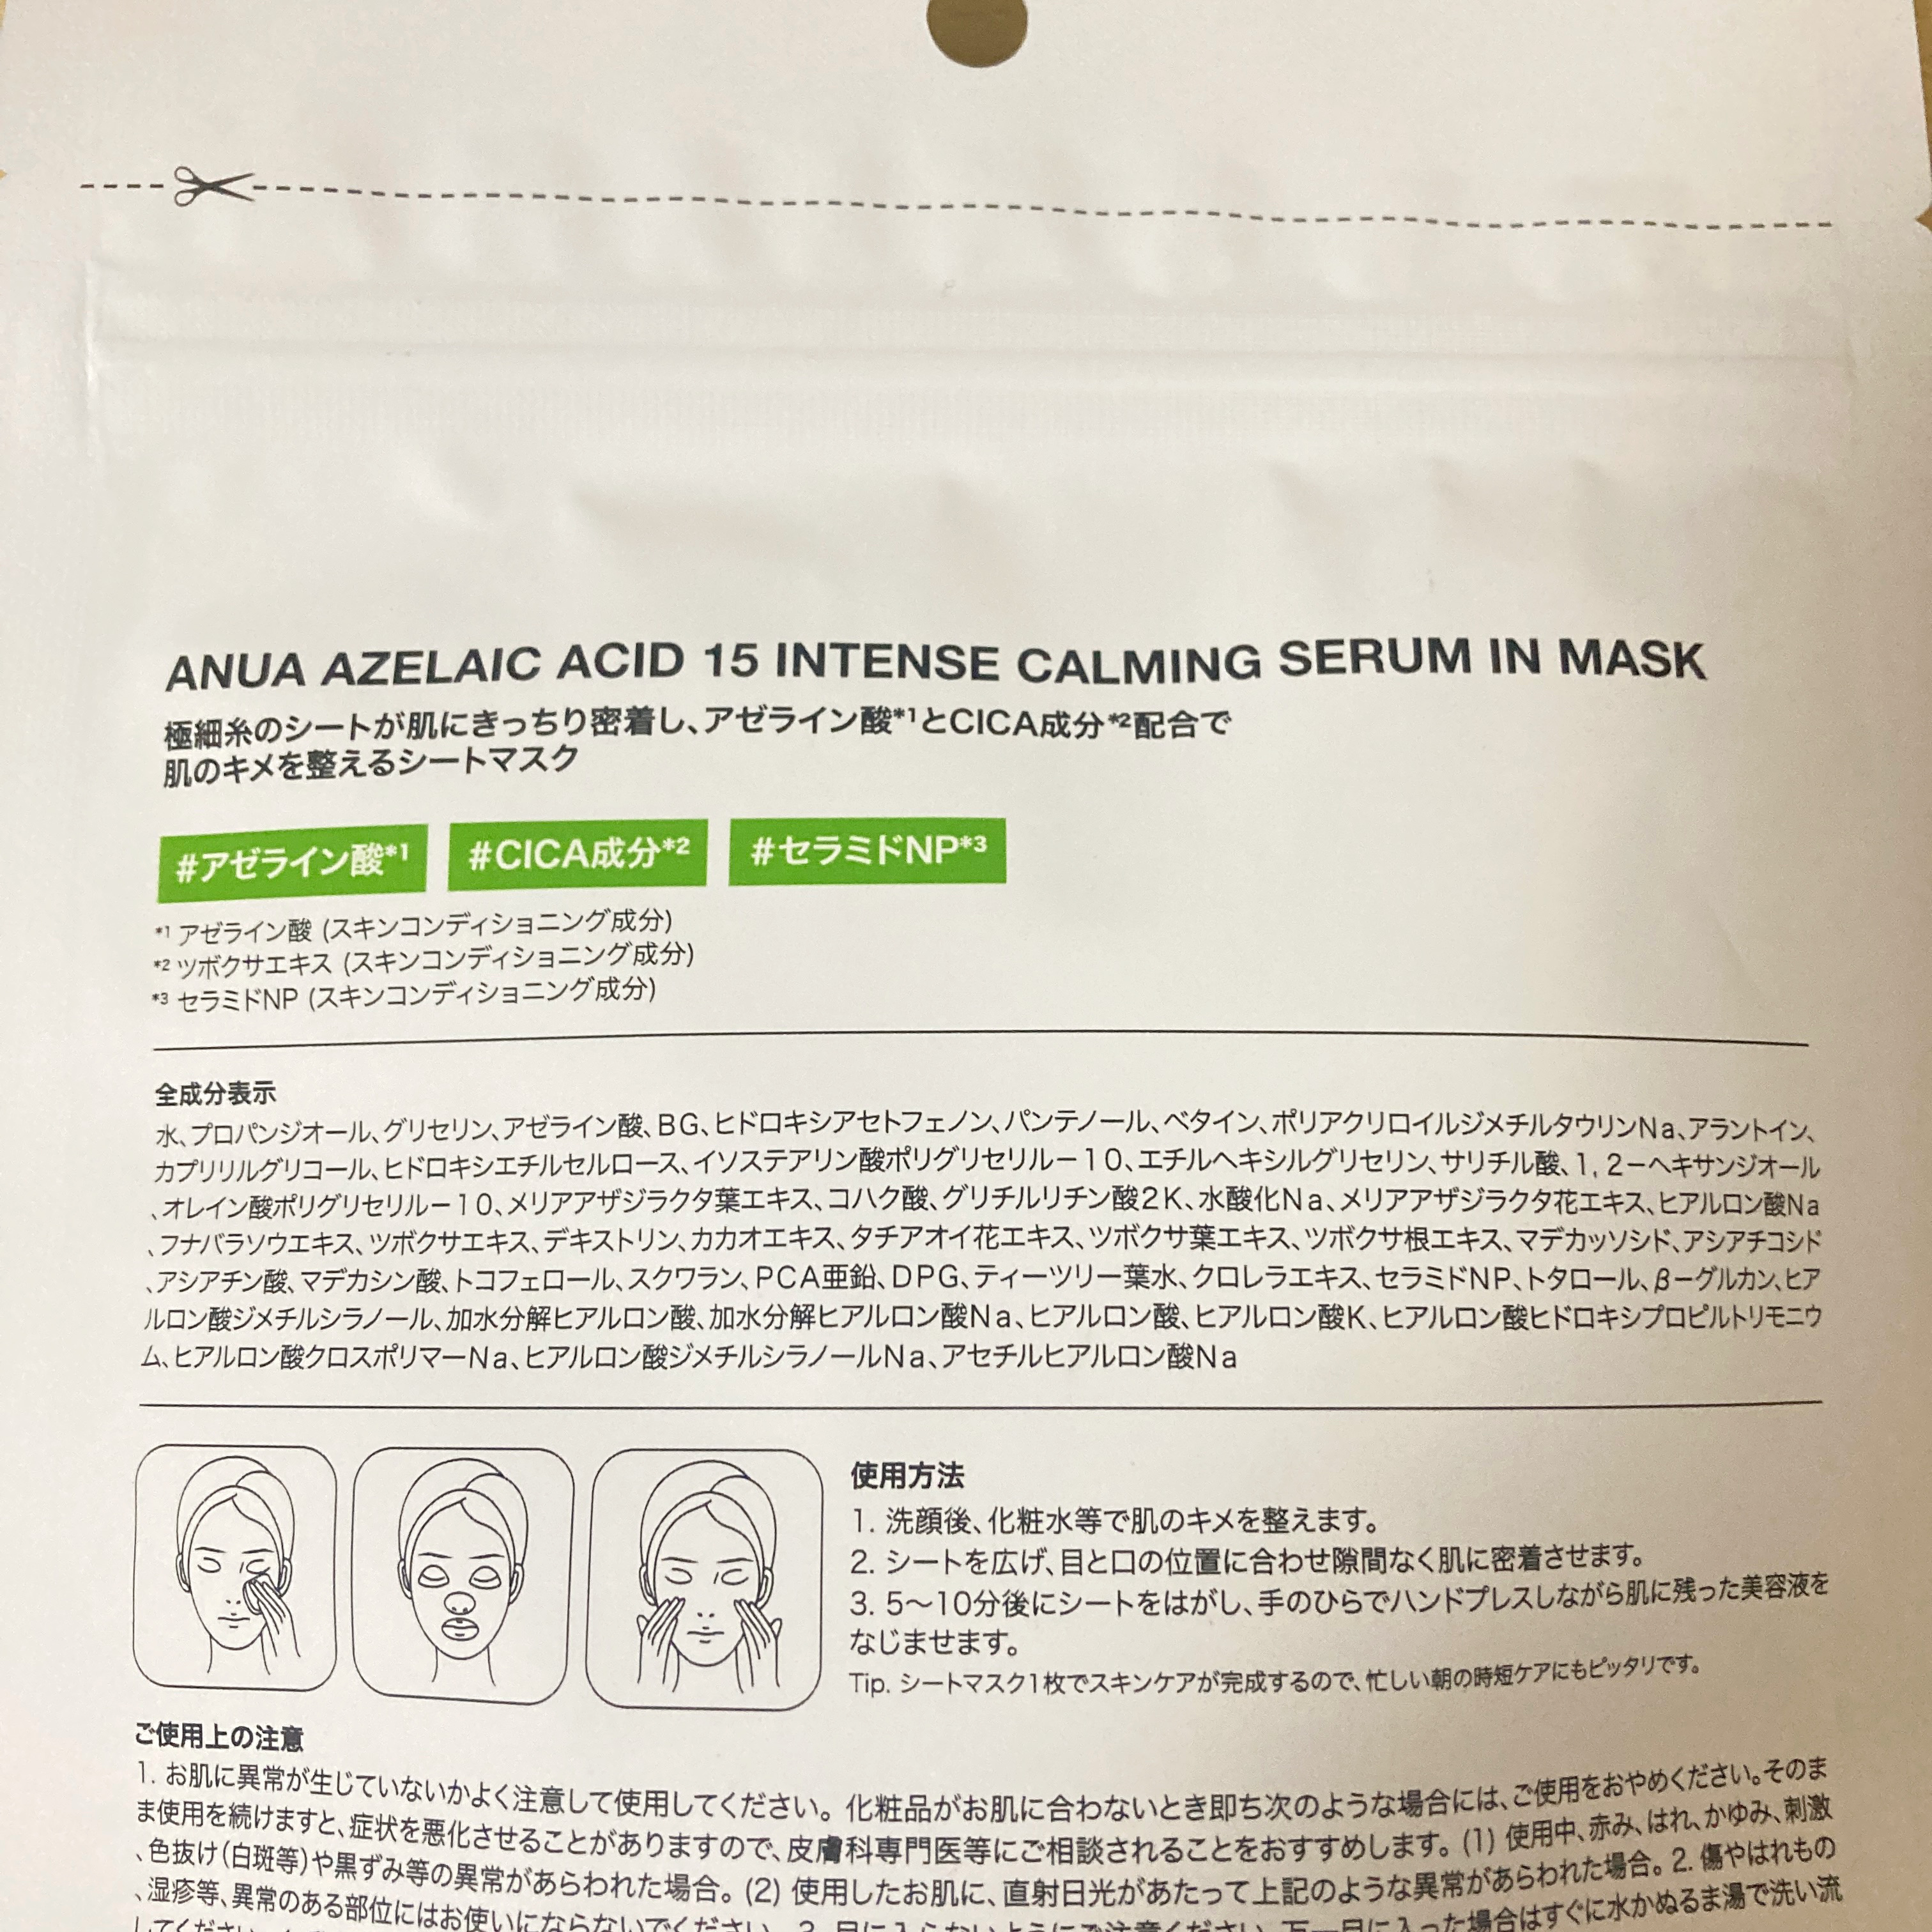 ANUA AZELAIC ACID 15 INTENSE CALMING SERUM IN MASK
極細糸のシートが肌にきっちり密着し、アゼライン酸*1とCICA成分*2配合で
肌のキメを整えるシートマスク
#アゼライン酸*1 #CICA成分*2 #セラミドNP*3
*1 アゼライン酸 (スキンコンディショニング成分)
*2 ツボクサエキス (スキンコンディショニング成分)
*3 セラミドNP (スキンコンディショニング成分)
全成分表示
水、プロパンジオール、グリセリン、アゼライン酸、BG、ヒドロキシアセトフェノン、パンテノール、ベタイン、ポリアクリロイルジメチルタウリンNa、アラントイン、
カプリリルグリコール、ヒドロキシエチルセルロース、イソステアリン酸ポリグリセリル－10、エチルヘキシルグリセリン、サリチル酸、1, 2－ヘキサンジオール
、オレイン酸ポリグリセリル－10、メリアアザジラクタ葉エキス、コハク酸、グリチルリチン酸2K、水酸化Na、メリアアザジラクタ花エキス、ヒアルロン酸Na
、フナバラソウエキス、ツボクサエキス、デキストリン、カカオエキス、タチアオイ花エキス、ツボクサ葉エキス、ツボクサ根エキス、マデカッソシド、アシアチコシド
、アシアチン酸、マデカシン酸、トコフェロール、スクワラン、PCA亜鉛、DPG、ティーツリー葉水、クロレラエキス、セラミドNP、トタロール、β－グルカン、ヒア
ルロン酸ジメチルシラノール、加水分解ヒアルロン酸、加水分解ヒアルロン酸Na、ヒアルロン酸、ヒアルロン酸K、ヒアルロン酸ヒドロキシプロピルトリモニウ
ム、ヒアルロン酸クロスポリマーNa、ヒアルロン酸ジメチルシラノールNa、アセチルヒアルロン酸Na
使用方法
1. 洗顔後、化粧水等で肌のキメを整えます。
2. シートを広げ、目と口の位置に合わせ隙間なく肌に密着させます。
3. 5～10分後にシートをはがし、手のひらでハンドプレスしながら肌に残った美容液を
なじませます。
Tip. シートマスク1枚でスキンケアが完成するので、忙しい朝の時短ケアにもピッタリです。
ご使用上の注意
1. お肌に異常が生じていないかよく注意して使用してください。化粧品がお肌に合わないとき即ち次のような場合には、ご使用をおやめください。そのま
ま使用を続けますと、症状を悪化させることがありますので、皮膚科専門医等にご相談されることをおすすめします。(1) 使用中、赤み、はれ、かゆみ、刺激
、色抜け(白斑等)や黒ずみ等の異常があらわれた場合。(2) 使用したお肌に、直射日光があたって上記のような異常があらわれた場合。2. 傷やはれもの
、湿疹等、異常のある部位にはお使いにならないでください。3. 目に入らないようにご注意ください。万一目に入った場合はすぐに水かぬるま湯で洗い流
してください。